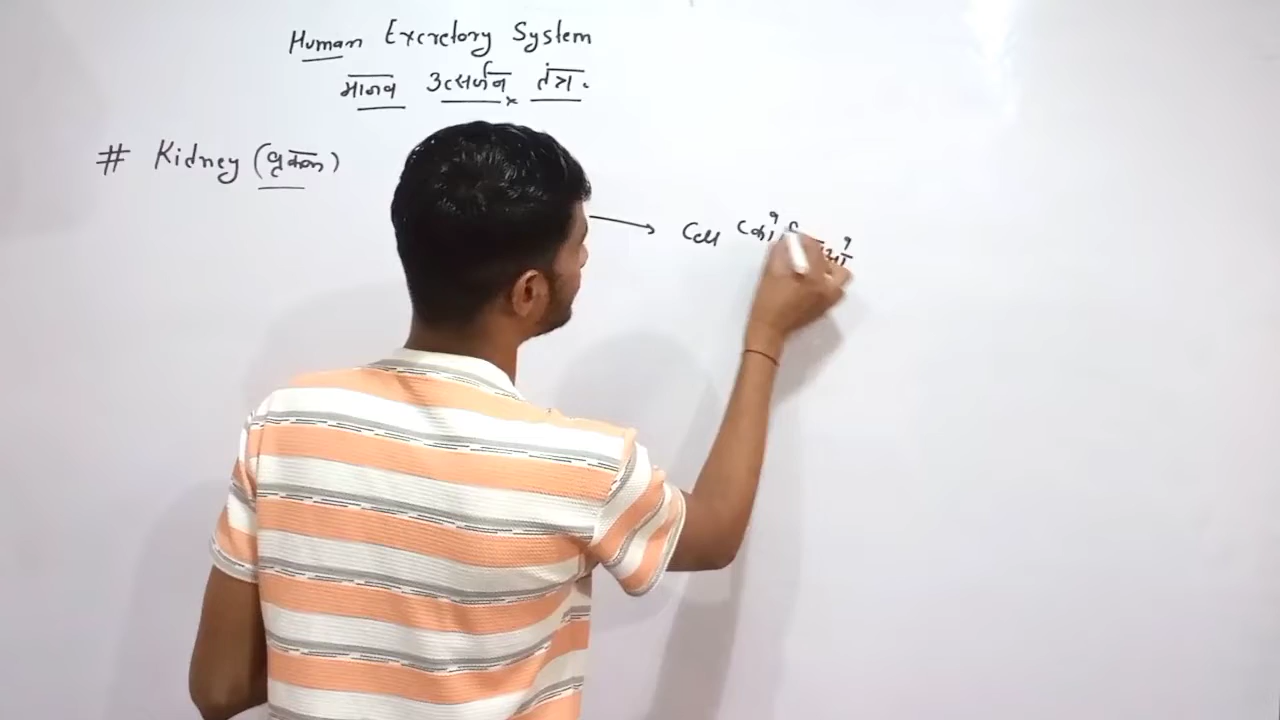 Human Excretory System
मानव उत्सर्जन तंत्र.
# Kidney (वृक्क)
Cell